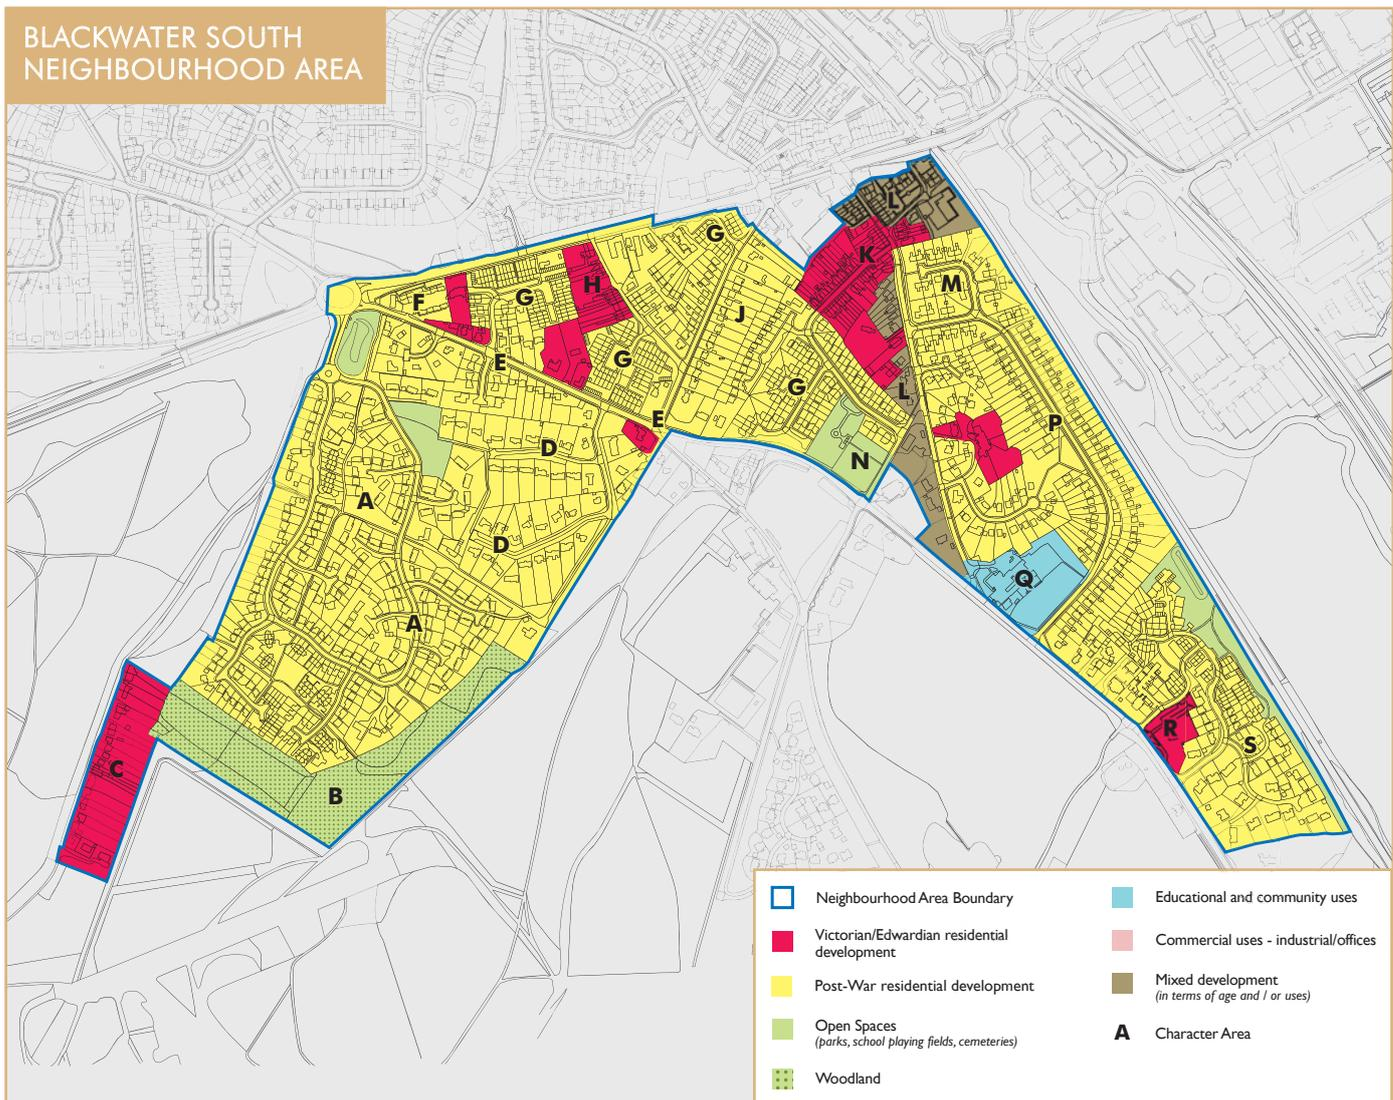 BLACKWATER SOUTH
NEIGHBOURHOOD AREA
L
G
K
M
H
F
G
J
E
G
G
L
E
P
D
N
A
D
Q
A
R
S
C
B
Neighbourhood Area Boundary
Victorian/Edwardian residential
development
Post-War residential development
Open Spaces
(parks, school playing fields, cemeteries)
Woodland
Educational and community uses
Commercial uses - industrial/offices
Mixed development
(in terms of age and / or uses)
A Character Area